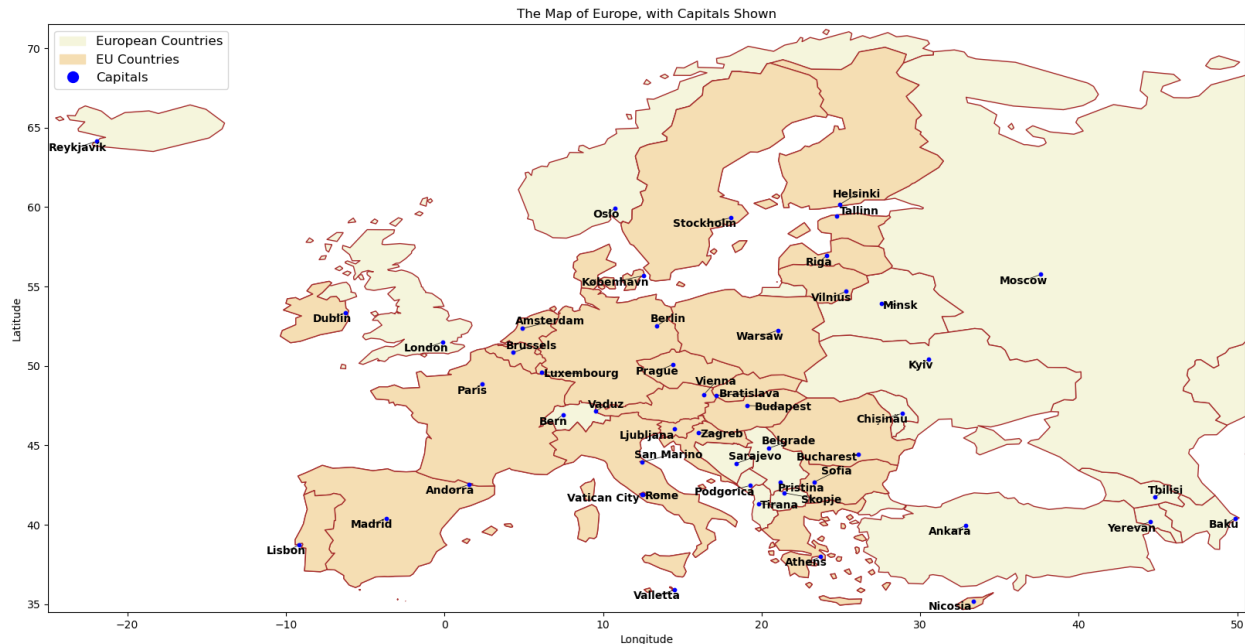 The Map of Europe, with Capitals Shown
European Countries
EU Countries
Capitals
Latitude
70
65
60
55
50
45
40
35
Reykjavik
Oslo
Stockholm
Helsinki
Tallinn
Riga
Moscow
København
Vilnius
Minsk
Dublin
London
Amsterdam
Berlin
Warsaw
Brussels
Luxembourg
Prague
Kyiv
Paris
Vienna
Bratislava
Budapest
Vaduz
Bern
Chișinău
Ljubljana
Zagreb
Belgrade
San Marino
Sarajevo
Bucharest
Sofia
Andorra
Vatican City
Rome
Podgorica
Pristina
Skopje
Tirana
Tbilisi
Madrid
Ankara
Yerevan
Baku
Lisbon
Athens
Valletta
Nicosia
−20
−10
0
10
20
30
40
50
Longitude